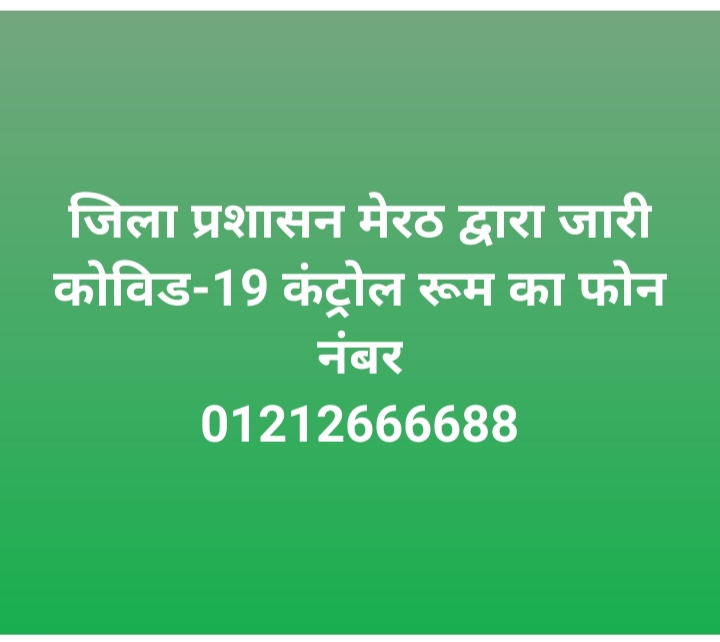 जिला प्रशासन मेरठ द्वारा जारी
कोविड-19 कंट्रोल रूम का फोन
नंबर
01212666688